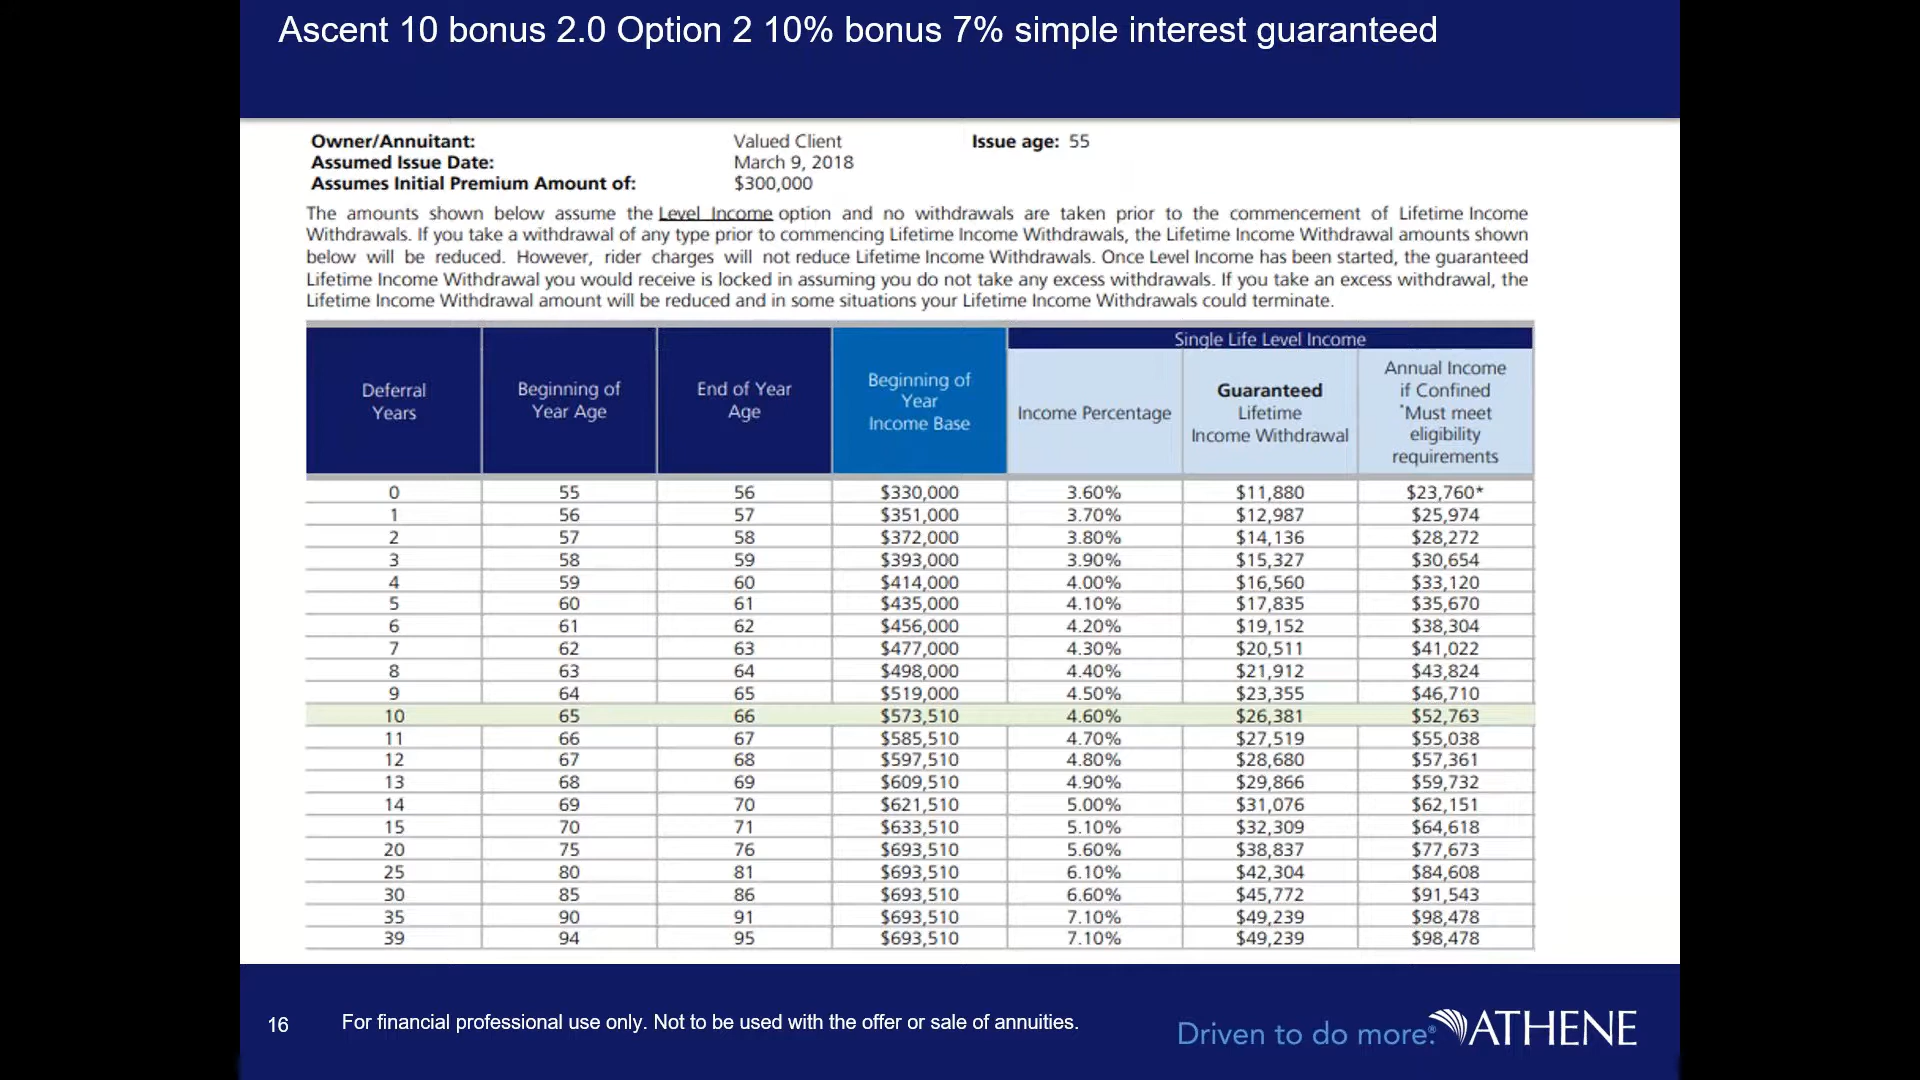 Ascent 10 bonus 2.0 Option 2 10% bonus 7% simple interest guaranteed
Owner/Annuitant: Valued Client Issue age: 55
Assumed Issue Date: March 9, 2018
Assumes Initial Premium Amount of: $300,000
The amounts shown below assume the Level Income option and no withdrawals are taken prior to the commencement of Lifetime Income
Withdrawals. If you take a withdrawal of any type prior to commencing Lifetime Income Withdrawals, the Lifetime Income Withdrawal amounts shown
below will be reduced. However, rider charges will not reduce Lifetime Income Withdrawals. Once Level Income has been started, the guaranteed
Lifetime Income Withdrawal you would receive is locked in assuming you do not take any excess withdrawals. If you take an excess withdrawal, the
Lifetime Income Withdrawal amount will be reduced and in some situations your Lifetime Income Withdrawals could terminate.
Single Life Level Income
Deferral
Years
Beginning of
Year Age
End of Year
Age
Beginning of
Year
Income Base
Income Percentage
Guaranteed
Lifetime
Income Withdrawal
Annual Income
if Confined
*Must meet
eligibility
requirements
0 55 56 $330,000 3.60% $11,880 $23,760*
1 56 57 $351,000 3.70% $12,987 $25,974
2 57 58 $372,000 3.80% $14,136 $28,272
3 58 59 $393,000 3.90% $15,327 $30,654
4 59 60 $414,000 4.00% $16,560 $33,120
5 60 61 $435,000 4.10% $17,835 $35,670
6 61 62 $456,000 4.20% $19,152 $38,304
7 62 63 $477,000 4.30% $20,511 $41,022
8 63 64 $498,000 4.40% $21,912 $43,824
9 64 65 $519,000 4.50% $23,355 $46,710
10 65 66 $573,510 4.60% $26,381 $52,763
11 66 67 $585,510 4.70% $27,519 $55,038
12 67 68 $597,510 4.80% $28,680 $57,361
13 68 69 $609,510 4.90% $29,866 $59,732
14 69 70 $621,510 5.00% $31,076 $62,151
15 70 71 $633,510 5.10% $32,309 $64,618
20 75 76 $693,510 5.60% $38,837 $77,673
25 80 81 $693,510 6.10% $42,304 $84,608
30 85 86 $693,510 6.60% $45,772 $91,543
35 90 91 $693,510 7.10% $49,239 $98,478
39 94 95 $693,510 7.10% $49,239 $98,478
16 For financial professional use only. Not to be used with the offer or sale of annuities.
Driven to do more.® ATHENE